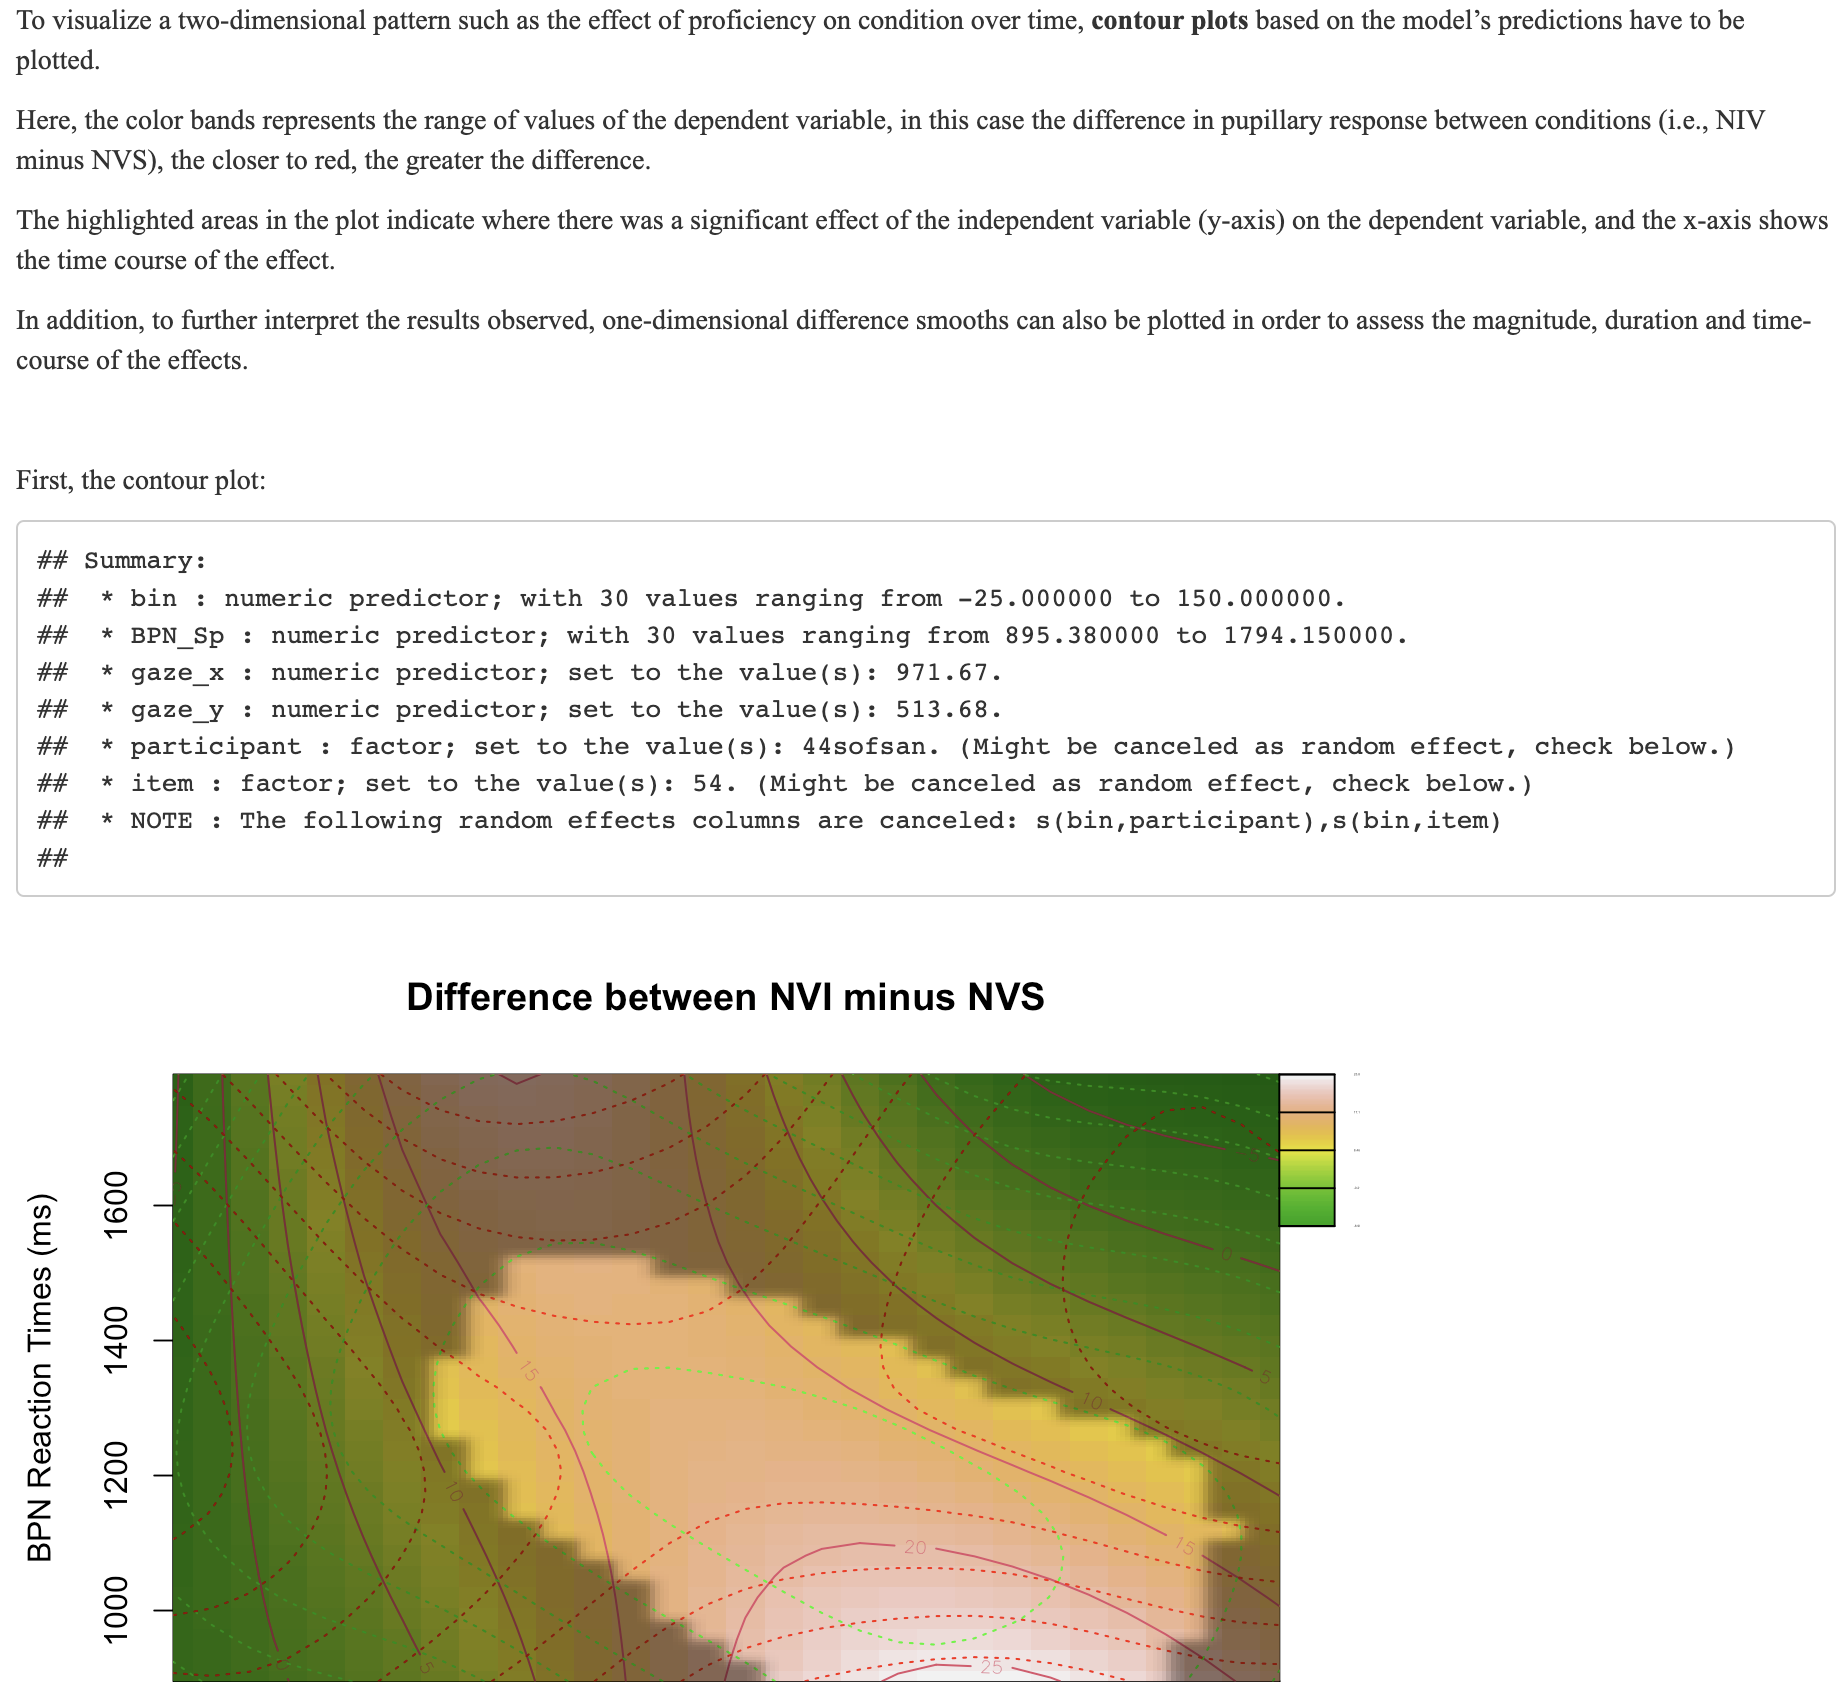 To visualize a two-dimensional pattern such as the effect of proficiency on condition over time, contour plots based on the model’s predictions have to be
plotted.
Here, the color bands represents the range of values of the dependent variable, in this case the difference in pupillary response between conditions (i.e., NIV
minus NVS), the closer to red, the greater the difference.
The highlighted areas in the plot indicate where there was a significant effect of the independent variable (y-axis) on the dependent variable, and the x-axis shows
the time course of the effect.
In addition, to further interpret the results observed, one-dimensional difference smooths can also be plotted in order to assess the magnitude, duration and time-
course of the effects.
First, the contour plot:
## Summary:
##  * bin : numeric predictor; with 30 values ranging from -25.000000 to 150.000000.
##  * BPN_Sp : numeric predictor; with 30 values ranging from 895.380000 to 1794.150000.
##  * gaze_x : numeric predictor; set to the value(s): 971.67.
##  * gaze_y : numeric predictor; set to the value(s): 513.68.
##  * participant : factor; set to the value(s): 44sofsan. (Might be canceled as random effect, check below.)
##  * item : factor; set to the value(s): 54. (Might be canceled as random effect, check below.)
##  * NOTE : The following random effects columns are canceled: s(bin,participant),s(bin,item)
##
Difference between NVI minus NVS
BPN Reaction Times (ms)
1600
1400
1200
1000
0
5
15
10
10
15
20
0
5
25